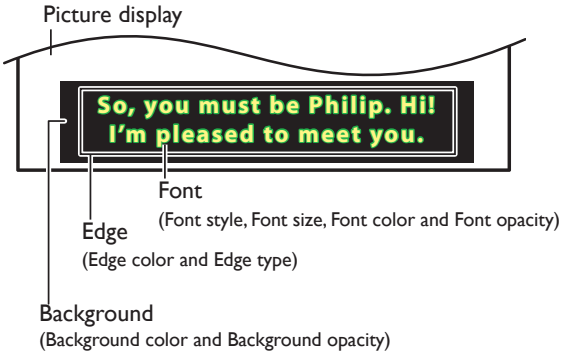 Picture display
So, you must be Philip. Hi!
I'm pleased to meet you.
Font
(Font style, Font size, Font color and Font opacity)
Edge
(Edge color and Edge type)
Background
(Background color and Background opacity)